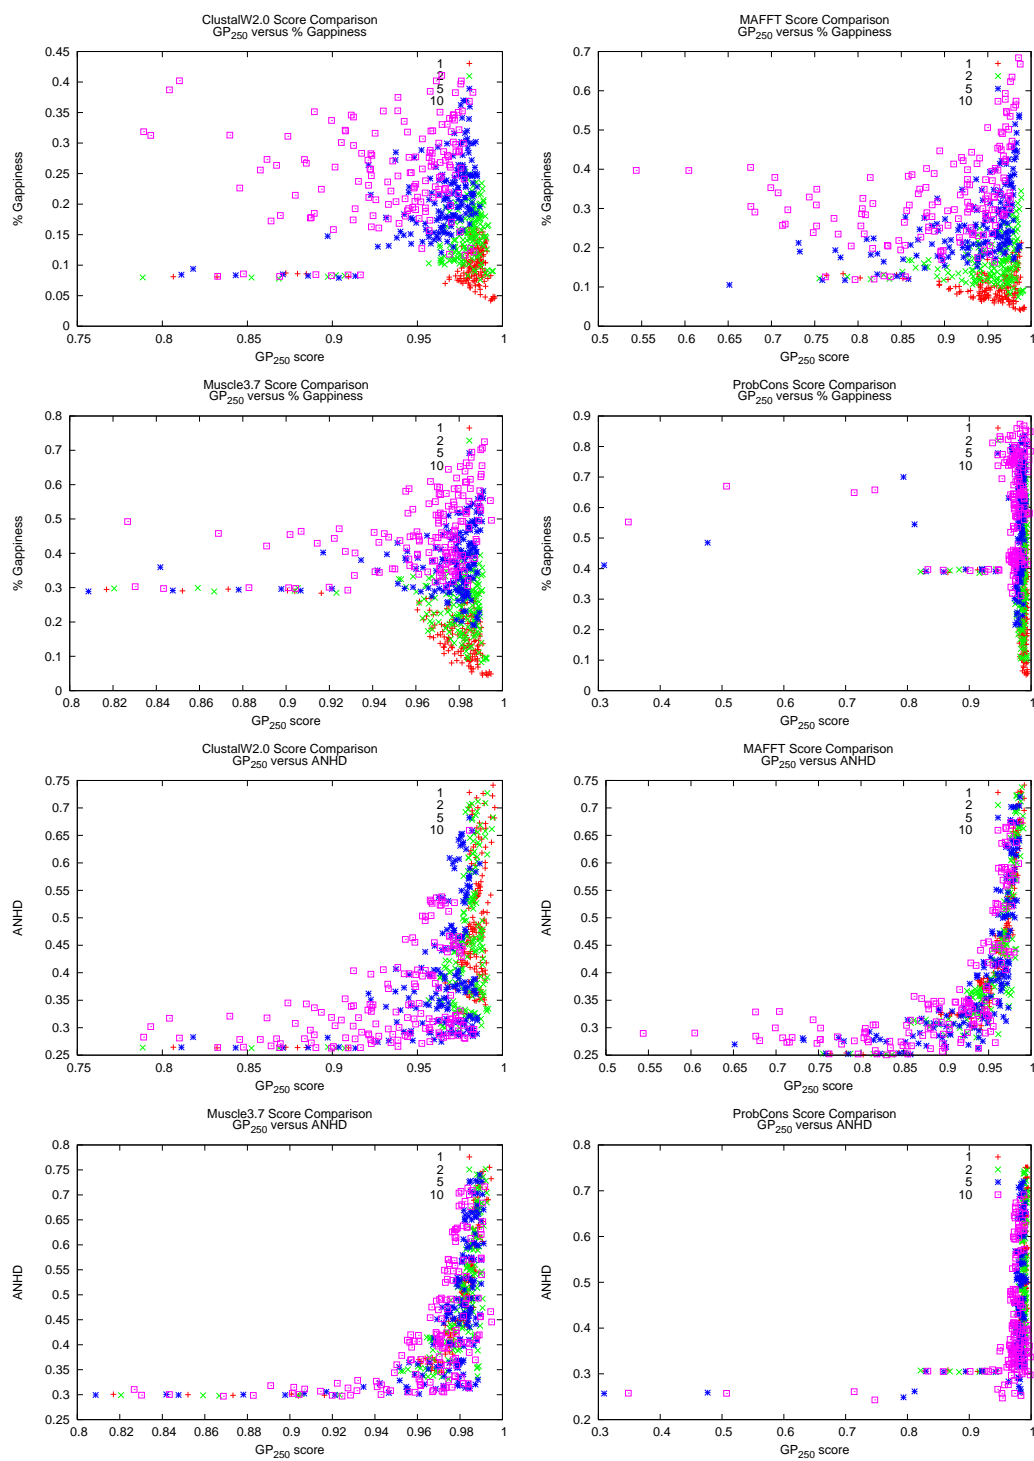 ClustalW2.0 Score Comparison
GP250 versus % Gappiness
% Gappiness
0.45
0.4
0.35
0.3
0.25
0.2
0.15
0.1
0.05
0
0.75 0.8 0.85 0.9 0.95 1
GP250 score
1
2
5
10
MAFFT Score Comparison
GP250 versus % Gappiness
% Gappiness
0.7
0.6
0.5
0.4
0.3
0.2
0.1
0
0.5 0.55 0.6 0.65 0.7 0.75 0.8 0.85 0.9 0.95 1
GP250 score
1
2
5
10
Muscle3.7 Score Comparison
GP250 versus % Gappiness
% Gappiness
0.8
0.7
0.6
0.5
0.4
0.3
0.2
0.1
0
0.8 0.82 0.84 0.86 0.88 0.9 0.92 0.94 0.96 0.98 1
GP250 score
1
2
5
10
ProbCons Score Comparison
GP250 versus % Gappiness
% Gappiness
0.9
0.8
0.7
0.6
0.5
0.4
0.3
0.2
0.1
0
0.3 0.4 0.5 0.6 0.7 0.8 0.9 1
GP250 score
1
2
5
10
ClustalW2.0 Score Comparison
GP250 versus ANHD
ANHD
0.75
0.7
0.65
0.6
0.55
0.5
0.45
0.4
0.35
0.3
0.25
0.75 0.8 0.85 0.9 0.95 1
GP250 score
1
2
5
10
MAFFT Score Comparison
GP250 versus ANHD
ANHD
0.75
0.7
0.65
0.6
0.55
0.5
0.45
0.4
0.35
0.3
0.25
0.5 0.55 0.6 0.65 0.7 0.75 0.8 0.85 0.9 0.95 1
GP250 score
1
2
5
10
Muscle3.7 Score Comparison
GP250 versus ANHD
ANHD
0.8
0.75
0.7
0.65
0.6
0.55
0.5
0.45
0.4
0.35
0.3
0.25
0.8 0.82 0.84 0.86 0.88 0.9 0.92 0.94 0.96 0.98 1
GP250 score
1
2
5
10
ProbCons Score Comparison
GP250 versus ANHD
ANHD
0.8
0.7
0.6
0.5
0.4
0.3
0.2
0.3 0.4 0.5 0.6 0.7 0.8 0.9 1
GP250 score
1
2
5
10